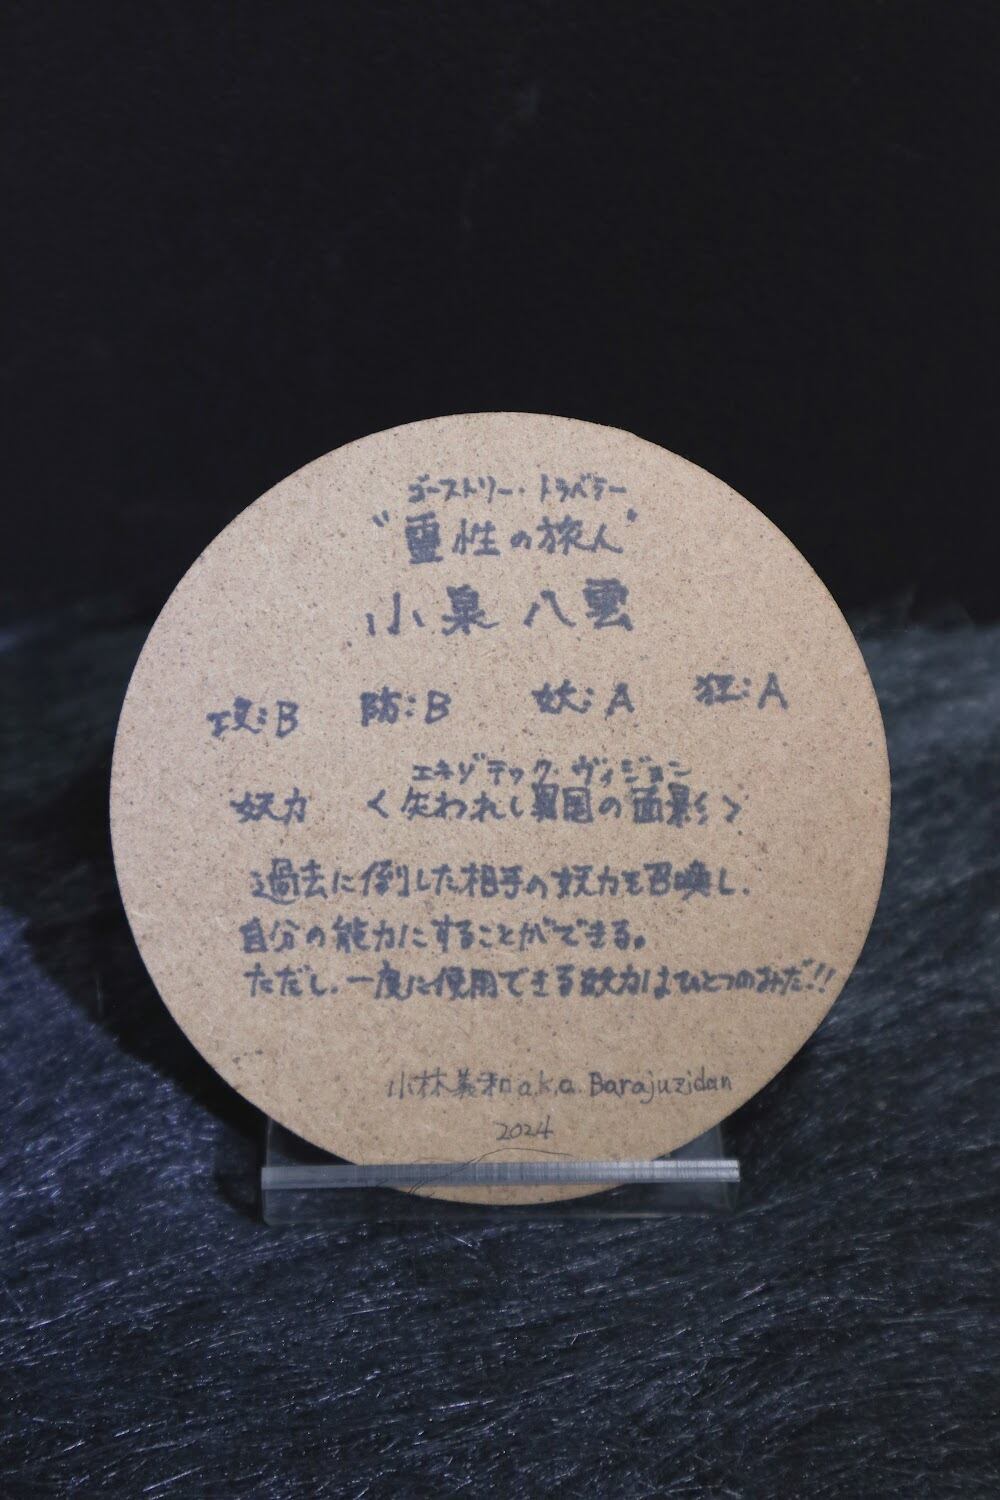 ゴーストリー・トラベラー
"靈性の旅人"
小泉 八雲
攻:B 防:B 妖:A 狂:A
エキゾテック・ヴィジョン
妖力 <失われし異国の面影>
過去に倒した相手の妖力を召喚し、
自分の能力にすることができる。
ただし、一度に使用できる妖力はひとつのみだ!!
小林義和 a.k.a. Barajuzidan
2024